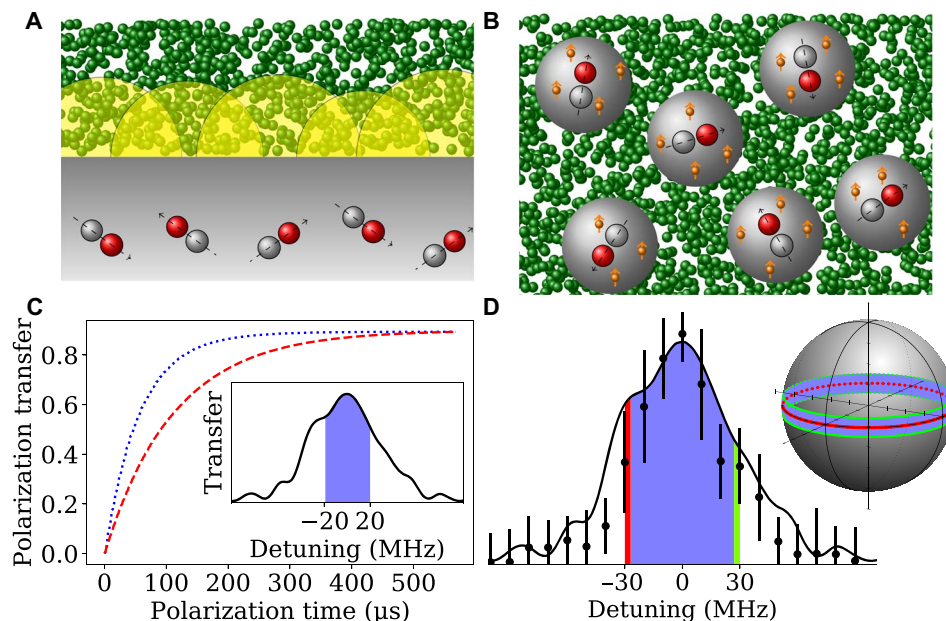 A
B
C
0.8
0.6
0.4
0.2
0.0
Polarization transfer
0
100
200
300
400
500
Polarization time (µs)
Transfer
−20
20
Detuning (MHz)
D
−30
0
30
Detuning (MHz)